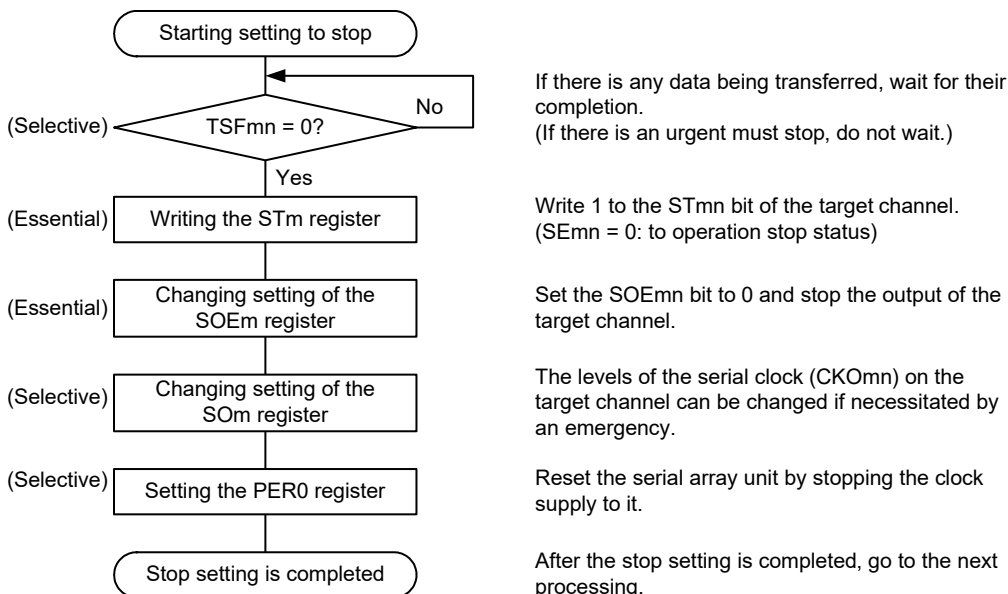 Starting setting to stop
No
If there is any data being transferred, wait for their
completion.
(If there is an urgent must stop, do not wait.)
(Selective)
TSFmn = 0?
Yes
(Essential)
Writing the STm register
Write 1 to the STmn bit of the target channel.
(SEmn = 0: to operation stop status)
(Essential)
Changing setting of the
SOEm register
Set the SOEmn bit to 0 and stop the output of the
target channel.
(Selective)
Changing setting of the
SOm register
The levels of the serial clock (CKOmn) on the
target channel can be changed if necessitated by
an emergency.
(Selective)
Setting the PER0 register
Reset the serial array unit by stopping the clock
supply to it.
Stop setting is completed
After the stop setting is completed, go to the next
processing.